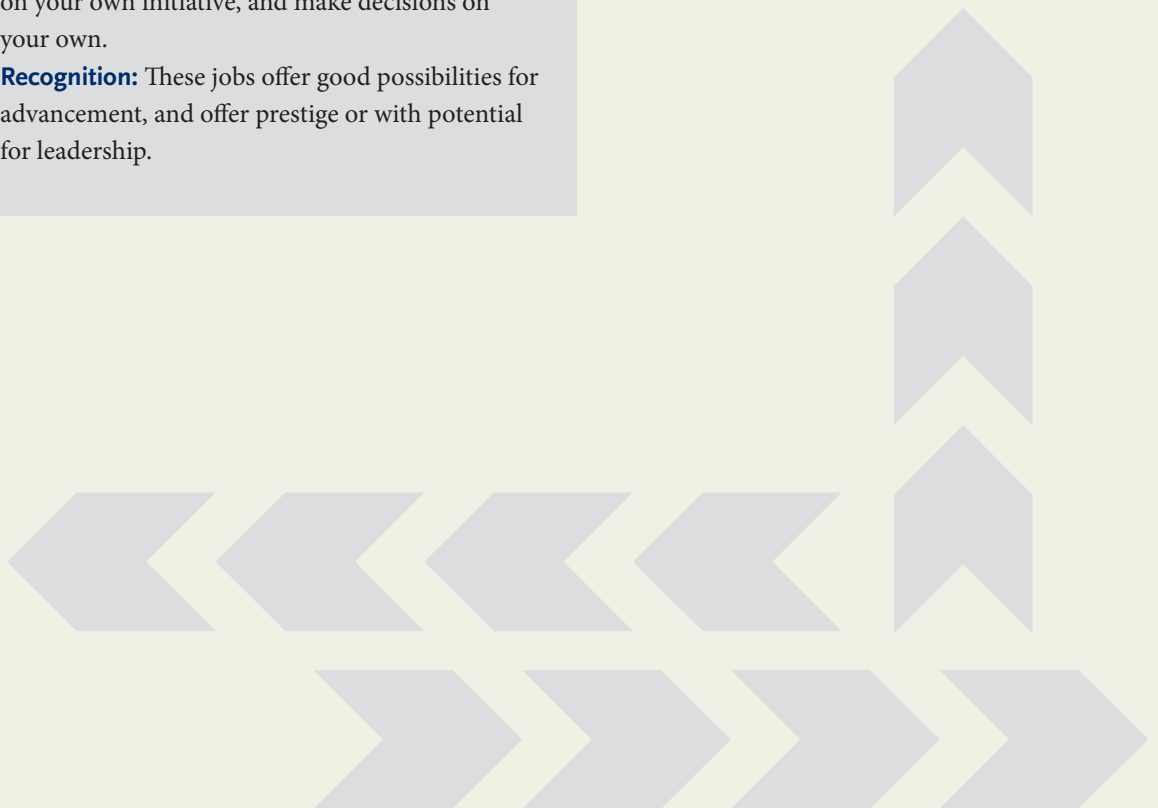 on your own initiative, and make decisions on
your own.
Recognition: These jobs offer good possibilities for
advancement, and offer prestige or with potential
for leadership.